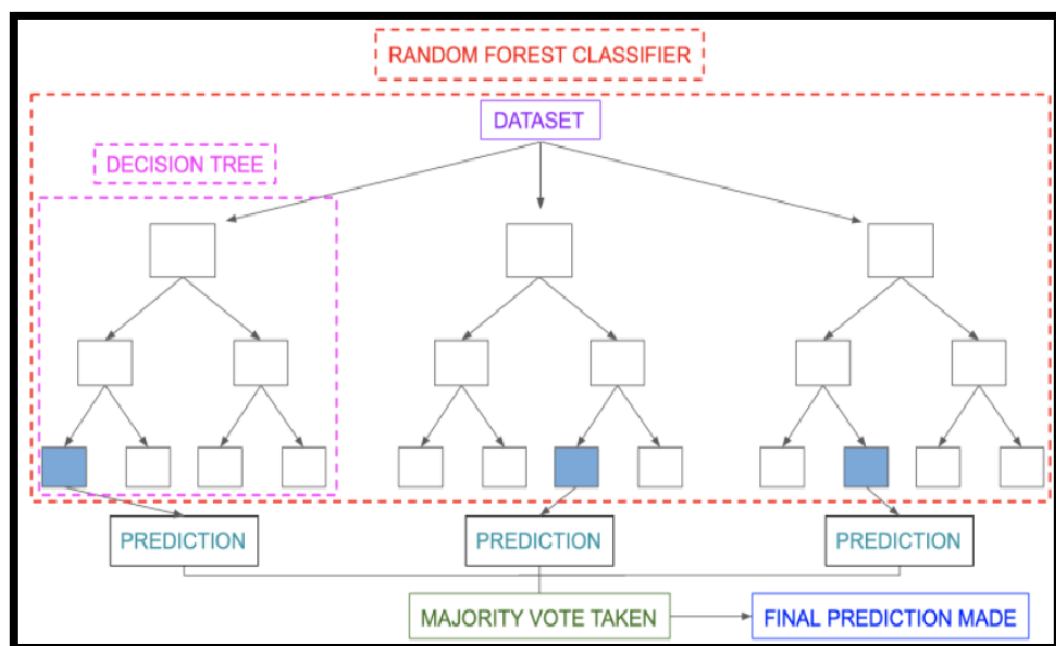 RANDOM FOREST CLASSIFIER
DATASET
DECISION TREE
PREDICTION
PREDICTION
PREDICTION
MAJORITY VOTE TAKEN
FINAL PREDICTION MADE